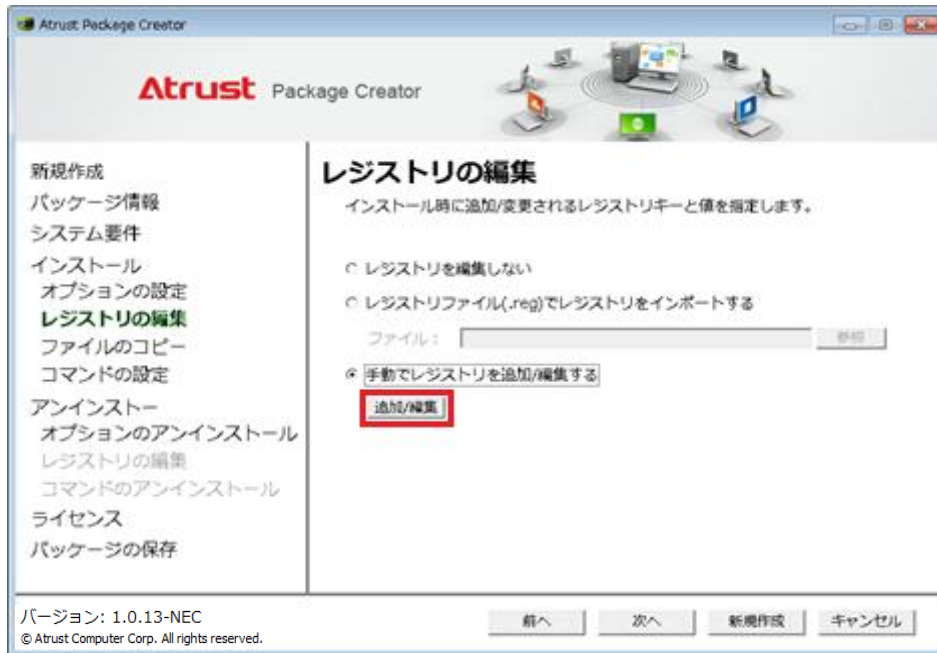 Atrust Package Creator
Atrust Package Creator
新規作成
パッケージ情報
システム要件
インストール
オプションの設定
レジストリの編集
ファイルのコピー
コマンドの設定
アンインストー
オプションのアンインストール
レジストリの編集
コマンドのアンインストール
ライセンス
パッケージの保存
レジストリの編集
インストール時に追加/変更されるレジストリキーと値を指定します。
レジストリを編集しない
レジストリファイル(.reg)でレジストリをインポートする
ファイル： 参照
手動でレジストリを追加/編集する
追加/編集
バージョン: 1.0.13-NEC
© Atrust Computer Corp. All rights reserved.
前へ 次へ 新規作成 キャンセル